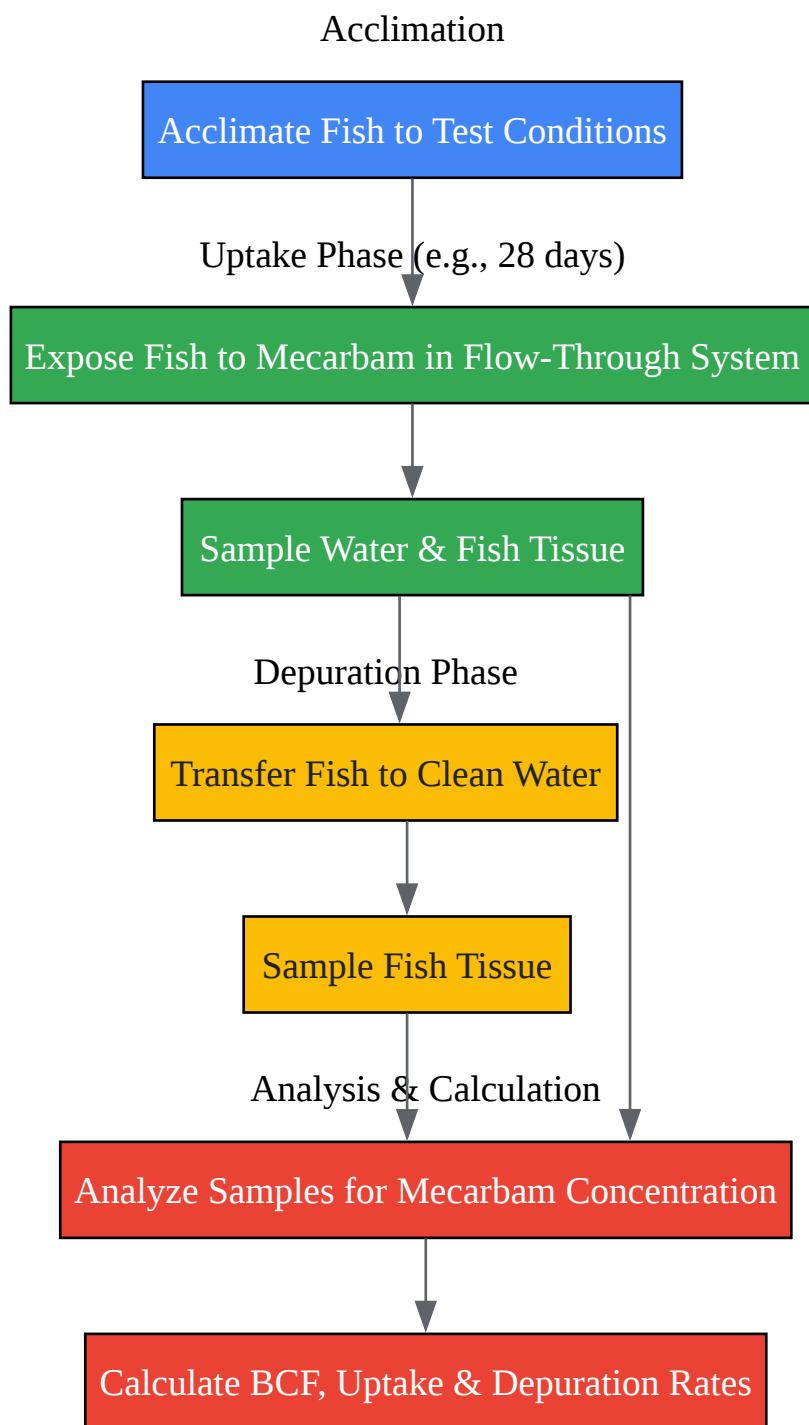 Acclimation
Acclimate Fish to Test Conditions
Uptake Phase (e.g., 28 days)
Expose Fish to Mecarbam in Flow-Through System
Sample Water & Fish Tissue
Depuration Phase
Transfer Fish to Clean Water
Sample Fish Tissue
Analysis & Calculation
Analyze Samples for Mecarbam Concentration
Calculate BCF, Uptake & Depuration Rates